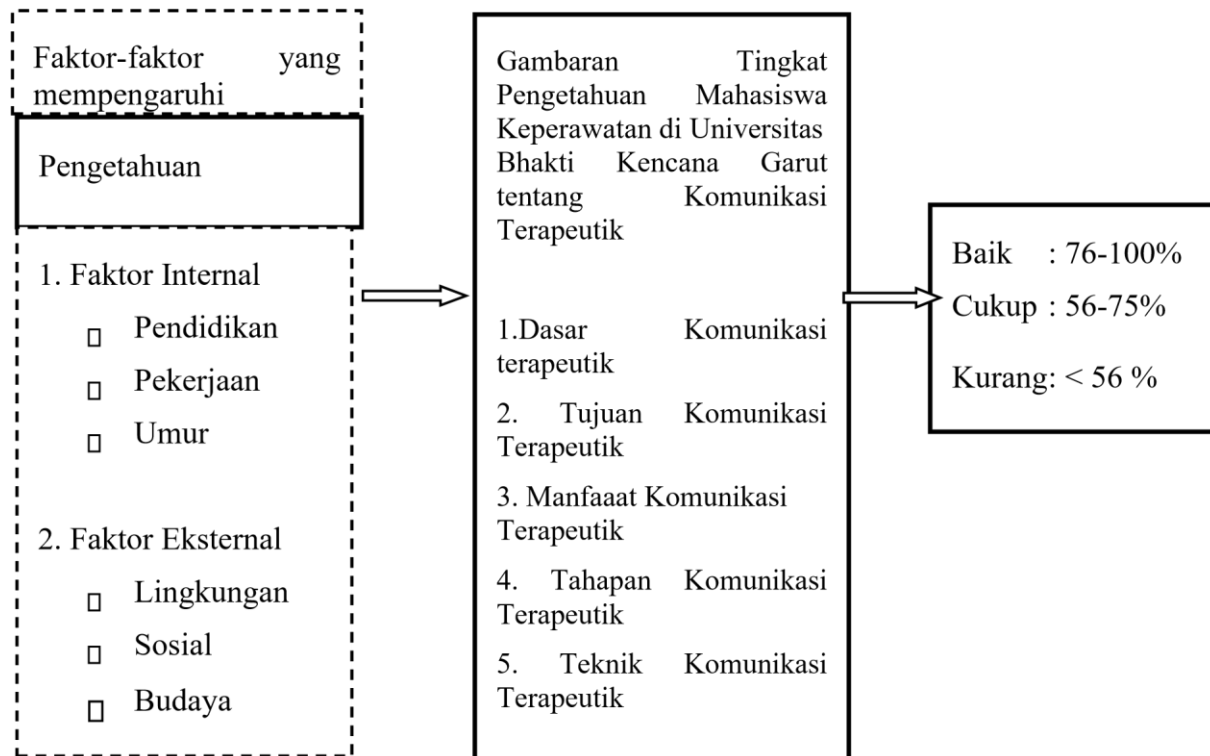 Faktor-faktor yang
mempengaruhi
Pengetahuan
1. Faktor Internal
Pendidikan
Pekerjaan
Umur
2. Faktor Eksternal
Lingkungan
Sosial
Budaya
Gambaran Tingkat
Pengetahuan Mahasiswa
Keperawatan di Universitas
Bhakti Kencana Garut
tentang Komunikasi
Terapeutik
1.Dasar Komunikasi
terapeutik
2. Tujuan Komunikasi
Terapeutik
3. Manfaaat Komunikasi
Terapeutik
4. Tahapan Komunikasi
Terapeutik
5. Teknik Komunikasi
Terapeutik
Baik : 76-100%
Cukup : 56-75%
Kurang: < 56 %